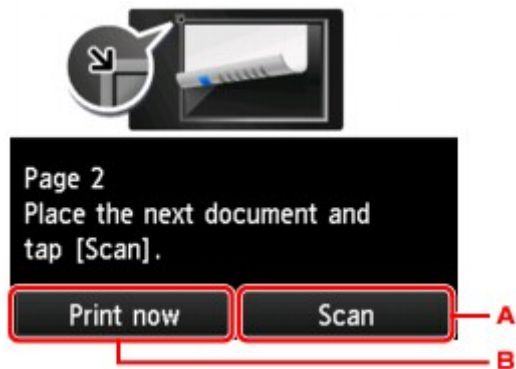 Page 2
Place the next document and
tap [Scan].
Print now
Scan
A
B